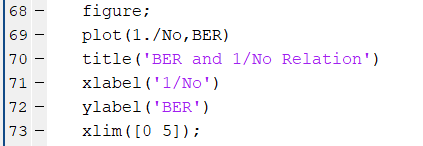 68 - figure;
69 - plot(1./No,BER)
70 - title('BER and 1/No Relation')
71 - xlabel('1/No')
72 - ylabel('BER')
73 - xlim([0 5]);